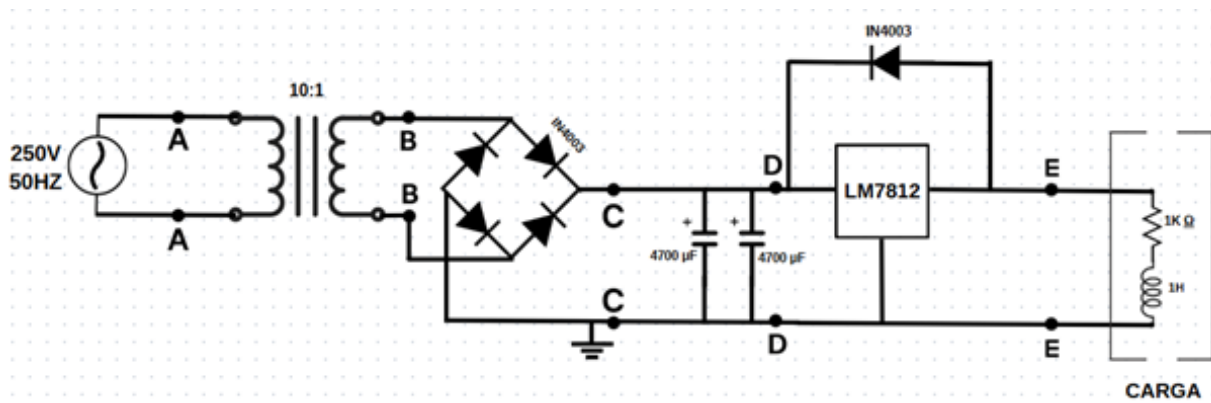 IN4003
10:1
IN4003
250V
50HZ
A
A
B
B
C
C
4700 µF
4700 µF
+
+
D
D
LM7812
E
E
1K Ω
1H
CARGA